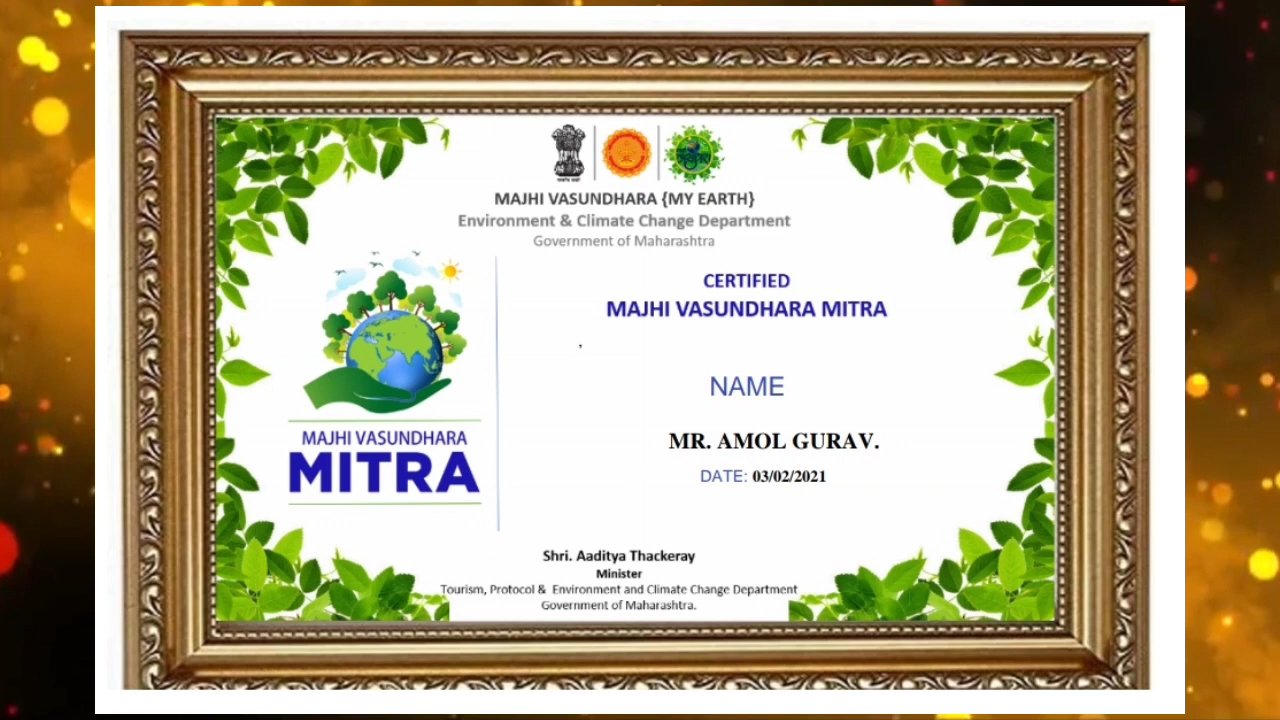 MAJHI VASUNDHARA {MY EARTH}
Environment & Climate Change Department
Government of Maharashtra
CERTIFIED
MAJHI VASUNDHARA MITRA
,
NAME
MR. AMOL GURAV.
DATE: 03/02/2021
MAJHI VASUNDHARA
MITRA
Shri. Aaditya Thackeray
Minister
Tourism, Protocol & Environment and Climate Change Department
Government of Maharashtra.